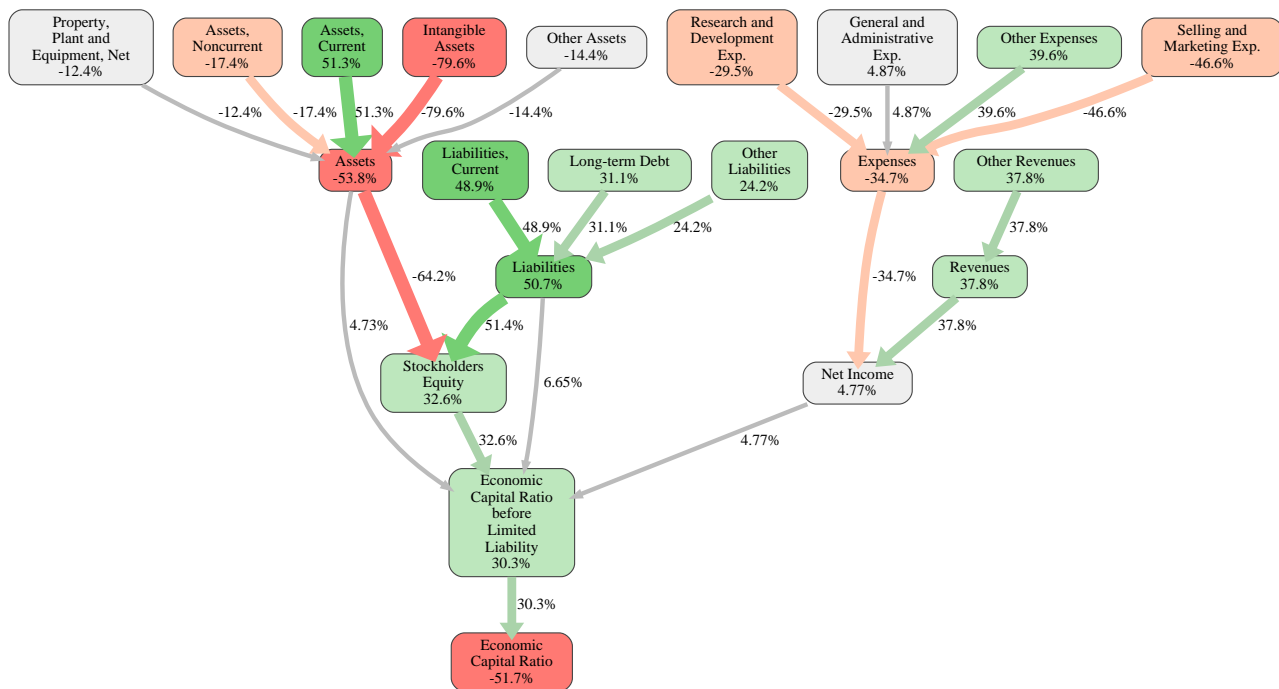 Property,
Plant and
Equipment, Net
-12.4%
Assets,
Noncurrent
-17.4%
Assets,
Current
51.3%
Intangible
Assets
-79.6%
Other Assets
-14.4%
Research and
Development
Exp.
-29.5%
General and
Administrative
Exp.
4.87%
Other Expenses
39.6%
Selling and
Marketing Exp.
-46.6%
-12.4%
-17.4%
51.3%
-79.6%
-14.4%
-29.5%
4.87%
39.6%
-46.6%
Assets
-53.8%
Liabilities,
Current
48.9%
Long-term Debt
31.1%
Other
Liabilities
24.2%
Expenses
-34.7%
Other Revenues
37.8%
48.9%
31.1%
24.2%
37.8%
-64.2%
Liabilities
50.7%
-34.7%
Revenues
37.8%
4.73%
51.4%
37.8%
Stockholders
Equity
32.6%
6.65%
Net Income
4.77%
32.6%
4.77%
Economic
Capital Ratio
before
Limited
Liability
30.3%
30.3%
Economic
Capital Ratio
-51.7%